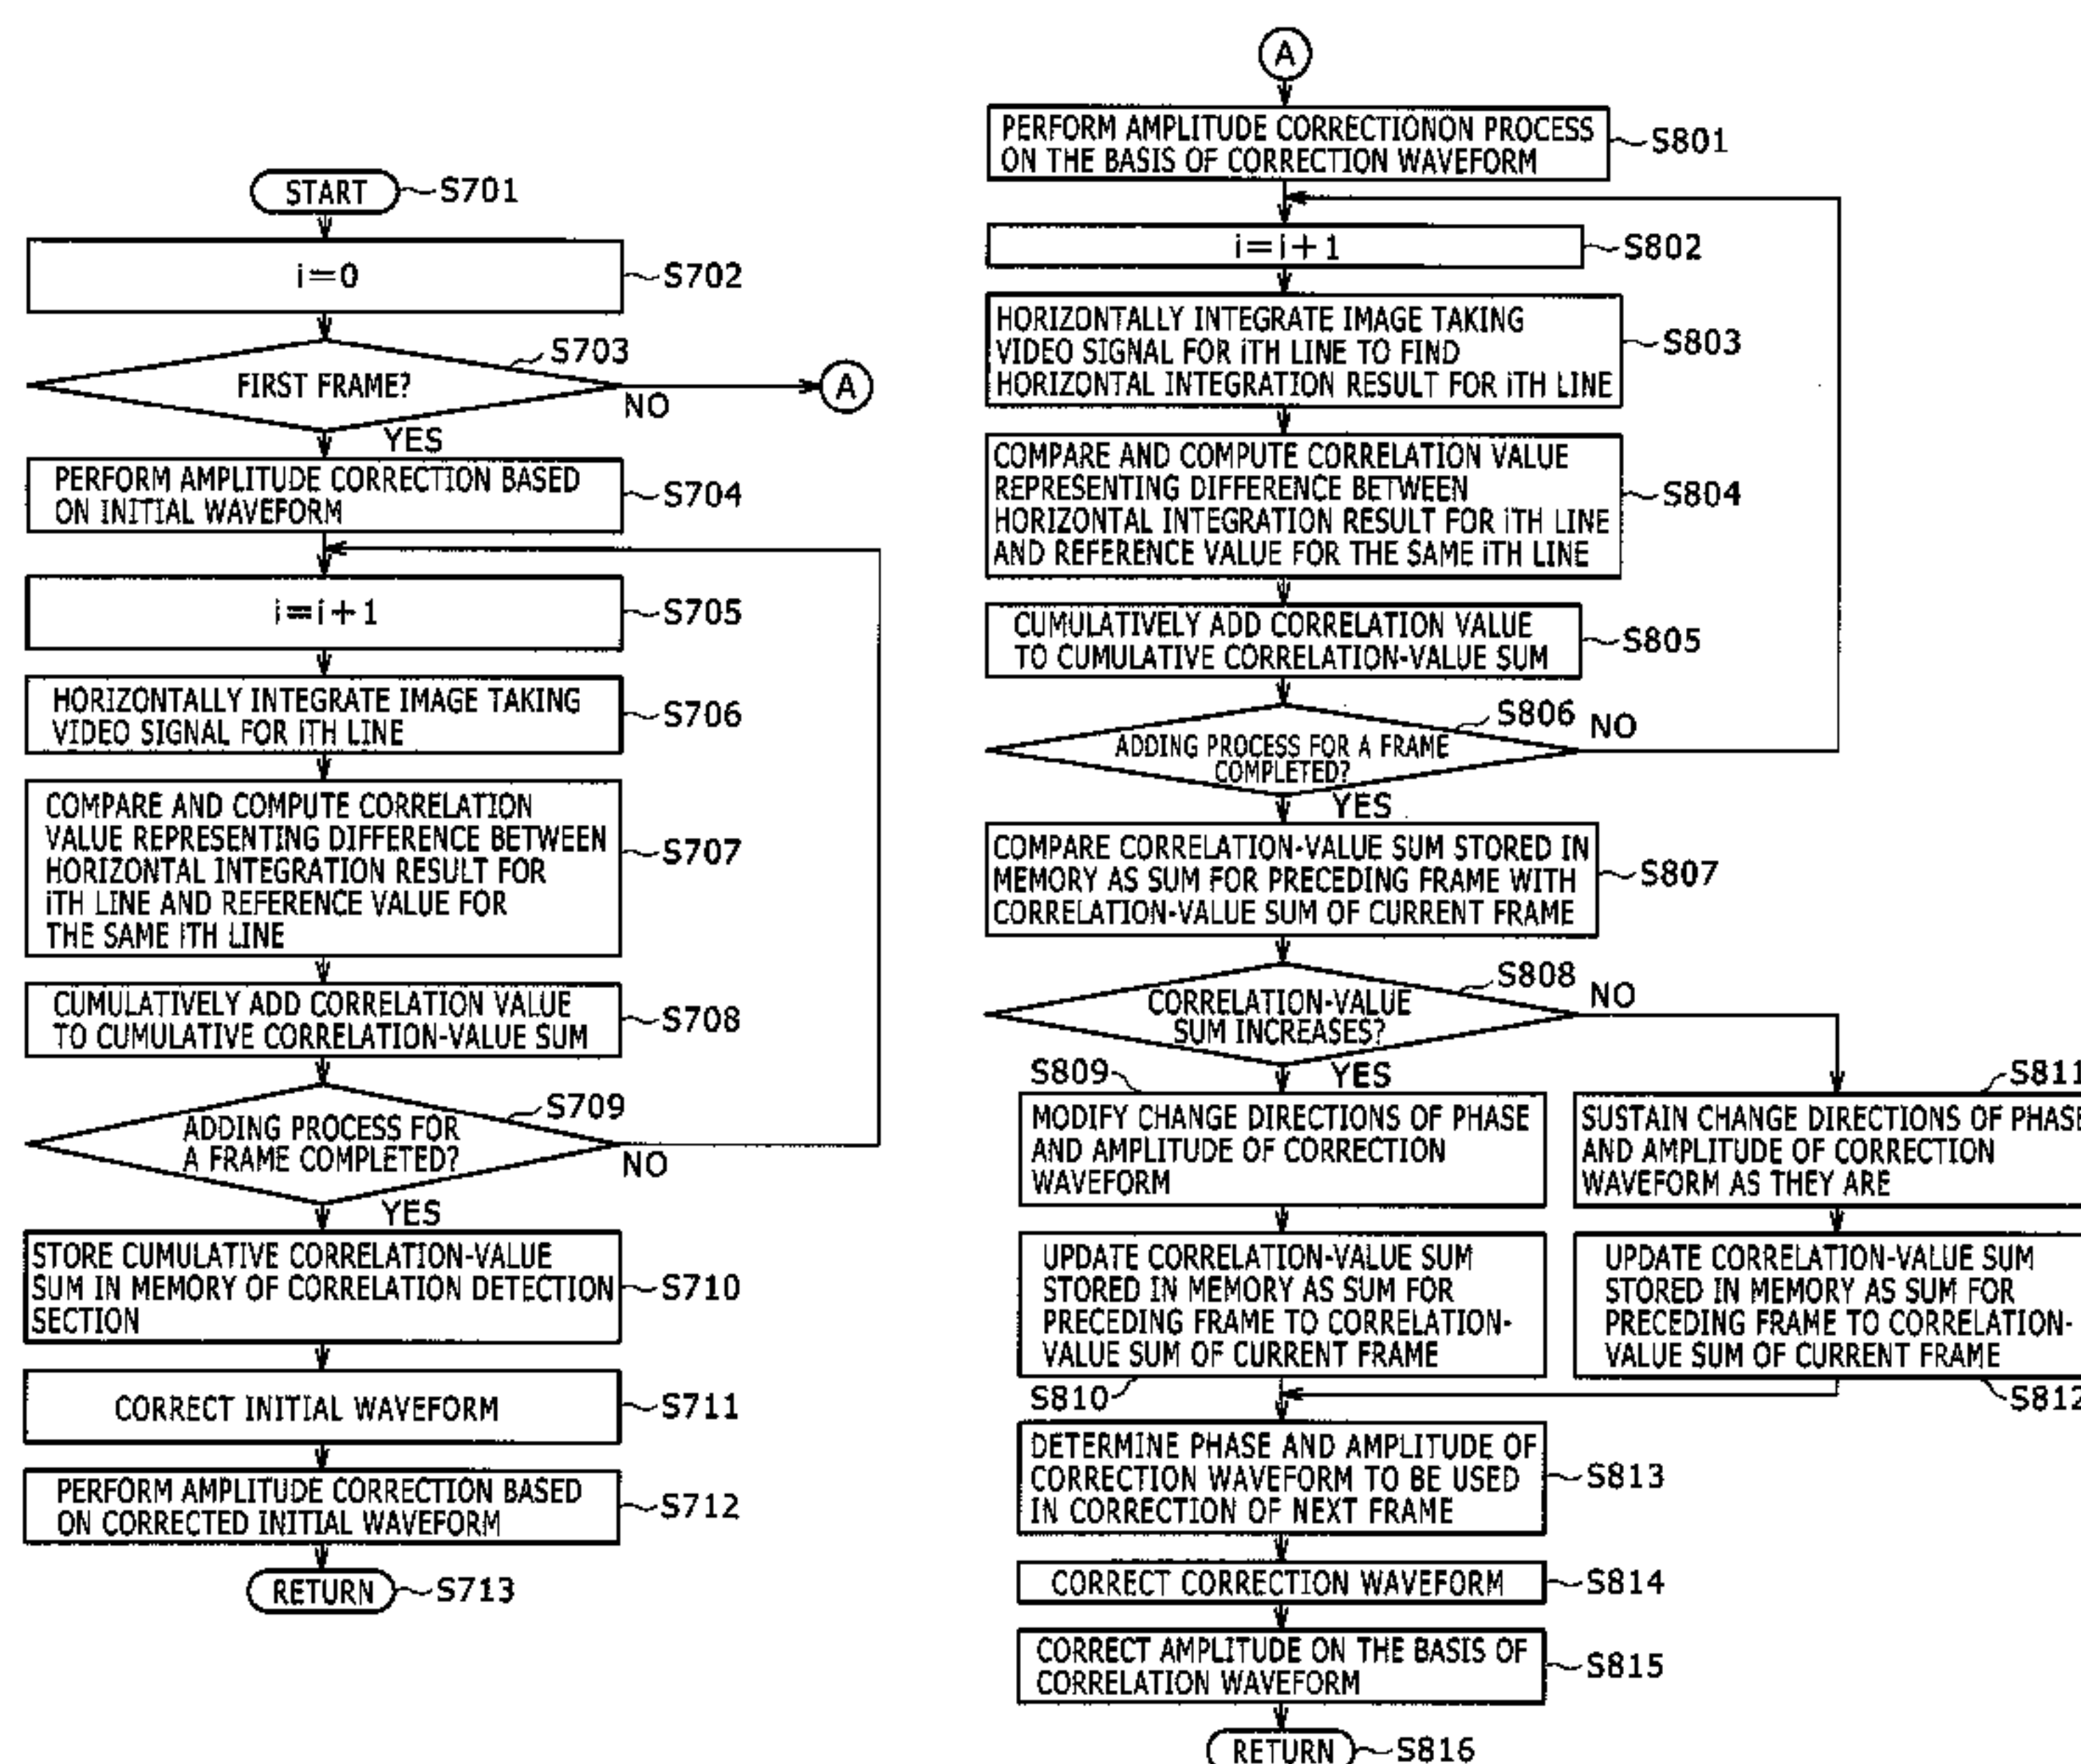 START
S701
i=0
S702
FIRST FRAME?
S703
NO
A
YES
PERFORM AMPLITUDE CORRECTION BASED
ON INITIAL WAVEFORM
S704
i=i+1
S705
HORIZONTALLY INTEGRATE IMAGE TAKING
VIDEO SIGNAL FOR iTH LINE
S706
COMPARE AND COMPUTE CORRELATION
VALUE REPRESENTING DIFFERENCE BETWEEN
HORIZONTAL INTEGRATION RESULT FOR
iTH LINE AND REFERENCE VALUE FOR
THE SAME iTH LINE
S707
CUMULATIVELY ADD CORRELATION VALUE
TO CUMULATIVE CORRELATION-VALUE SUM
S708
ADDING PROCESS FOR
A FRAME COMPLETED?
S709
NO
YES
STORE CUMULATIVE CORRELATION-VALUE
SUM IN MEMORY OF CORRELATION DETECTION
SECTION
S710
CORRECT INITIAL WAVEFORM
S711
PERFORM AMPLITUDE CORRECTION BASED
ON CORRECTED INITIAL WAVEFORM
S712
RETURN
S713
A
PERFORM AMPLITUDE CORRECTIONON PROCESS
ON THE BASIS OF CORRECTION WAVEFORM
S801
i=i+1
S802
HORIZONTALLY INTEGRATE IMAGE TAKING
VIDEO SIGNAL FOR iTH LINE TO FIND
HORIZONTAL INTEGRATION RESULT FOR iTH LINE
S803
COMPARE AND COMPUTE CORRELATION VALUE
REPRESENTING DIFFERENCE BETWEEN
HORIZONTAL INTEGRATION RESULT FOR iTH LINE
AND REFERENCE VALUE FOR THE SAME iTH LINE
S804
CUMULATIVELY ADD CORRELATION VALUE
TO CUMULATIVE CORRELATION-VALUE SUM
S805
ADDING PROCESS FOR A FRAME
COMPLETED?
S806
NO
YES
COMPARE CORRELATION-VALUE SUM STORED IN
MEMORY AS SUM FOR PRECEDING FRAME WITH
CORRELATION-VALUE SUM OF CURRENT FRAME
S807
CORRELATION-VALUE
SUM INCREASES?
S808
NO
YES
S809
MODIFY CHANGE DIRECTIONS OF PHASE
AND AMPLITUDE OF CORRECTION
WAVEFORM
S811
SUSTAIN CHANGE DIRECTIONS OF PHASE
AND AMPLITUDE OF CORRECTION
WAVEFORM AS THEY ARE
UPDATE CORRELATION-VALUE SUM
STORED IN MEMORY AS SUM FOR
PRECEDING FRAME TO CORRELATION-
VALUE SUM OF CURRENT FRAME
S810
UPDATE CORRELATION-VALUE SUM
STORED IN MEMORY AS SUM FOR
PRECEDING FRAME TO CORRELATION-
VALUE SUM OF CURRENT FRAME
S812
DETERMINE PHASE AND AMPLITUDE OF
CORRECTION WAVEFORM TO BE USED
IN CORRECTION OF NEXT FRAME
S813
CORRECT CORRECTION WAVEFORM
S814
CORRECT AMPLITUDE ON THE BASIS OF
CORRELATION WAVEFORM
S815
RETURN
S816